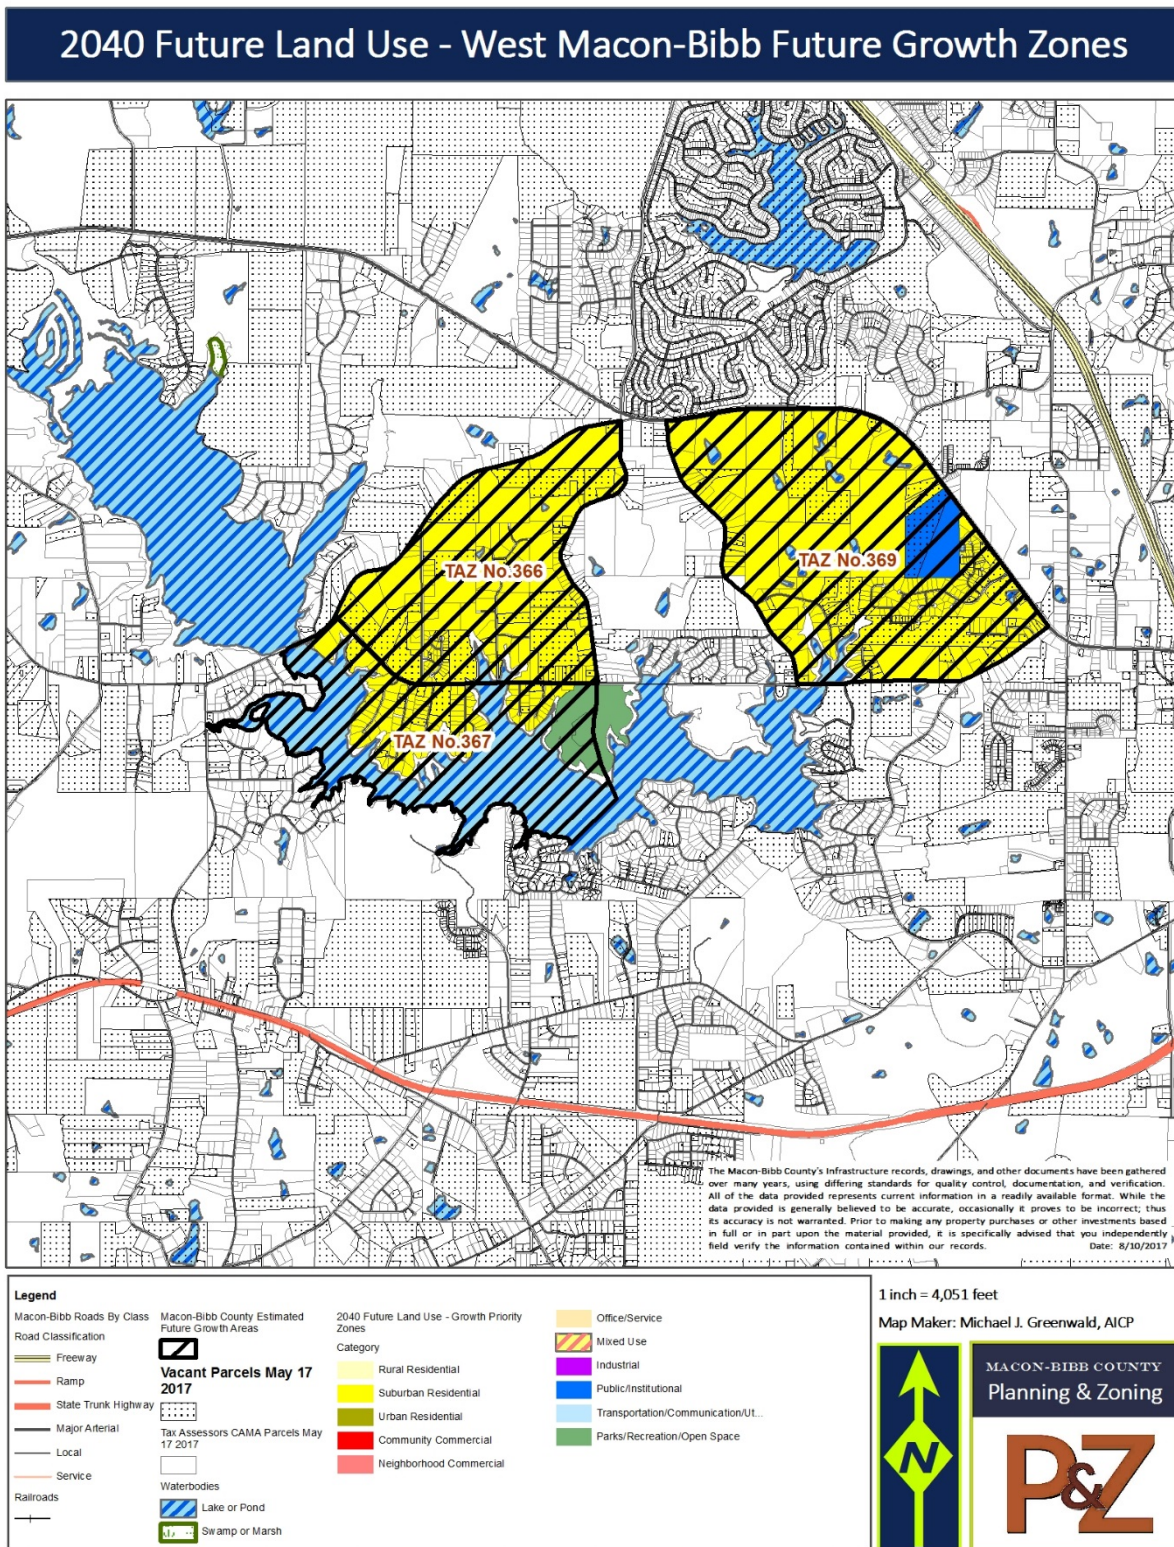 2040 Future Land Use - West Macon-Bibb Future Growth Zones
TAZ No.366
TAZ No.369
TAZ No.367
The Macon-Bibb County's Infrastructure records, drawings, and other documents have been gathered
over many years, using differing standards for quality control, documentation, and verification.
All of the data provided represents current information in a readily available format. While the
data provided is generally believed to be accurate, occasionally it proves to be incorrect; thus
its accuracy is not warranted. Prior to making any property purchases or other investments based
in full or in part upon the material provided, it is specifically advised that you independently
field verify the information contained within our records. Date: 8/10/2017
Legend
Macon-Bibb Roads By Class
Road Classification
Freeway
Ramp
State Trunk Highway
Major Arterial
Local
Service
Railroads
Macon-Bibb County Estimated
Future Growth Areas
Vacant Parcels May 17
2017
Tax Assessors CAMA Parcels May
17 2017
Waterbodies
Lake or Pond
Swamp or Marsh
2040 Future Land Use - Growth Priority
Zones
Category
Rural Residential
Suburban Residential
Urban Residential
Community Commercial
Neighborhood Commercial
Office/Service
Mixed Use
Industrial
Public/Institutional
Transportation/Communication/Ut...
Parks/Recreation/Open Space
1 inch = 4,051 feet
Map Maker: Michael J. Greenwald, AICP
N
MACON-BIBB COUNTY
Planning & Zoning
P&Z